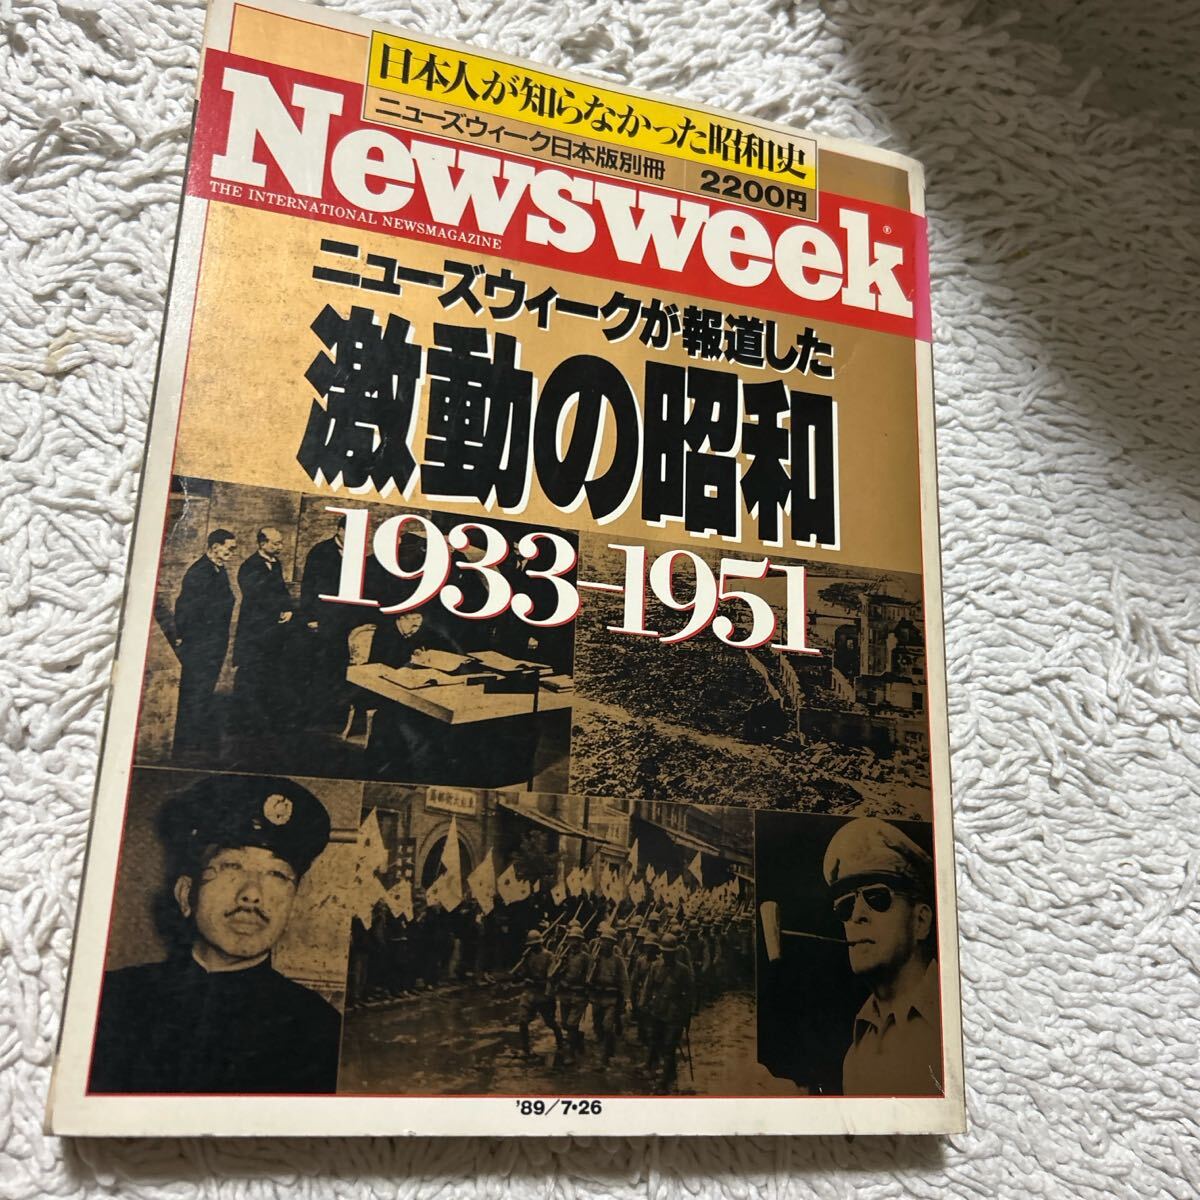 日本人が知らなかった昭和史
ニューズウィーク日本版別冊 2200円
Newsweek®
THE INTERNATIONAL NEWSMAGAZINE
ニューズウィークが報道した
激動の昭和
1933-1951
'89/7・26